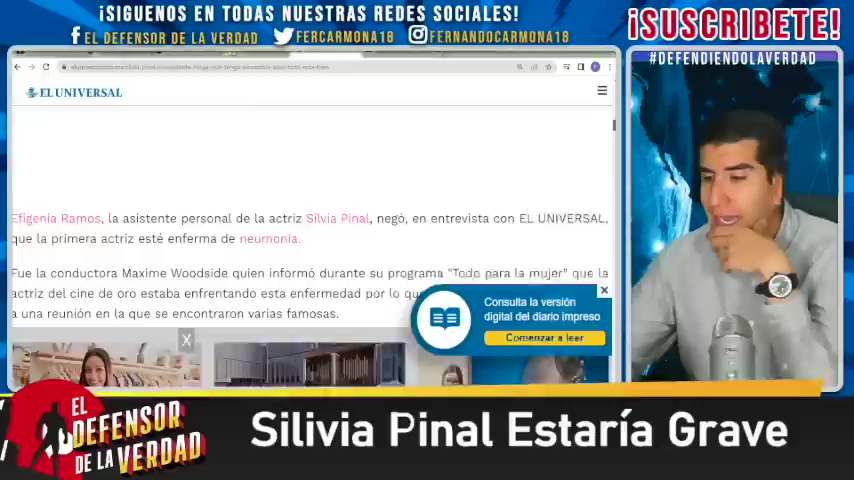 ¡SIGUENOS EN TODAS NUESTRAS REDES SOCIALES!
EL DEFENSOR DE LA VERDAD FERCARMONA18 FERNANDOCARMONA18
¡SUSCRIBETE!
#DEFENDIENDOLAVERDAD
EL UNIVERSAL
Efigenia Ramos, la asistente personal de la actriz Silvia Pinal, negó, en entrevista con EL UNIVERSAL,
que la primera actriz esté enferma de neumonía.
Fue la conductora Maxime Woodside quien informó durante su programa "Todo para la mujer" que la
actriz del cine de oro estaba enfrentando esta enfermedad por lo
a una reunión en la que se encontraron varias famosas.
X
Consulta la versión
digital del diario impreso
Comenzar a leer
EL
DEFENSOR
DE LA VERDAD
Silivia Pinal Estaría Grave